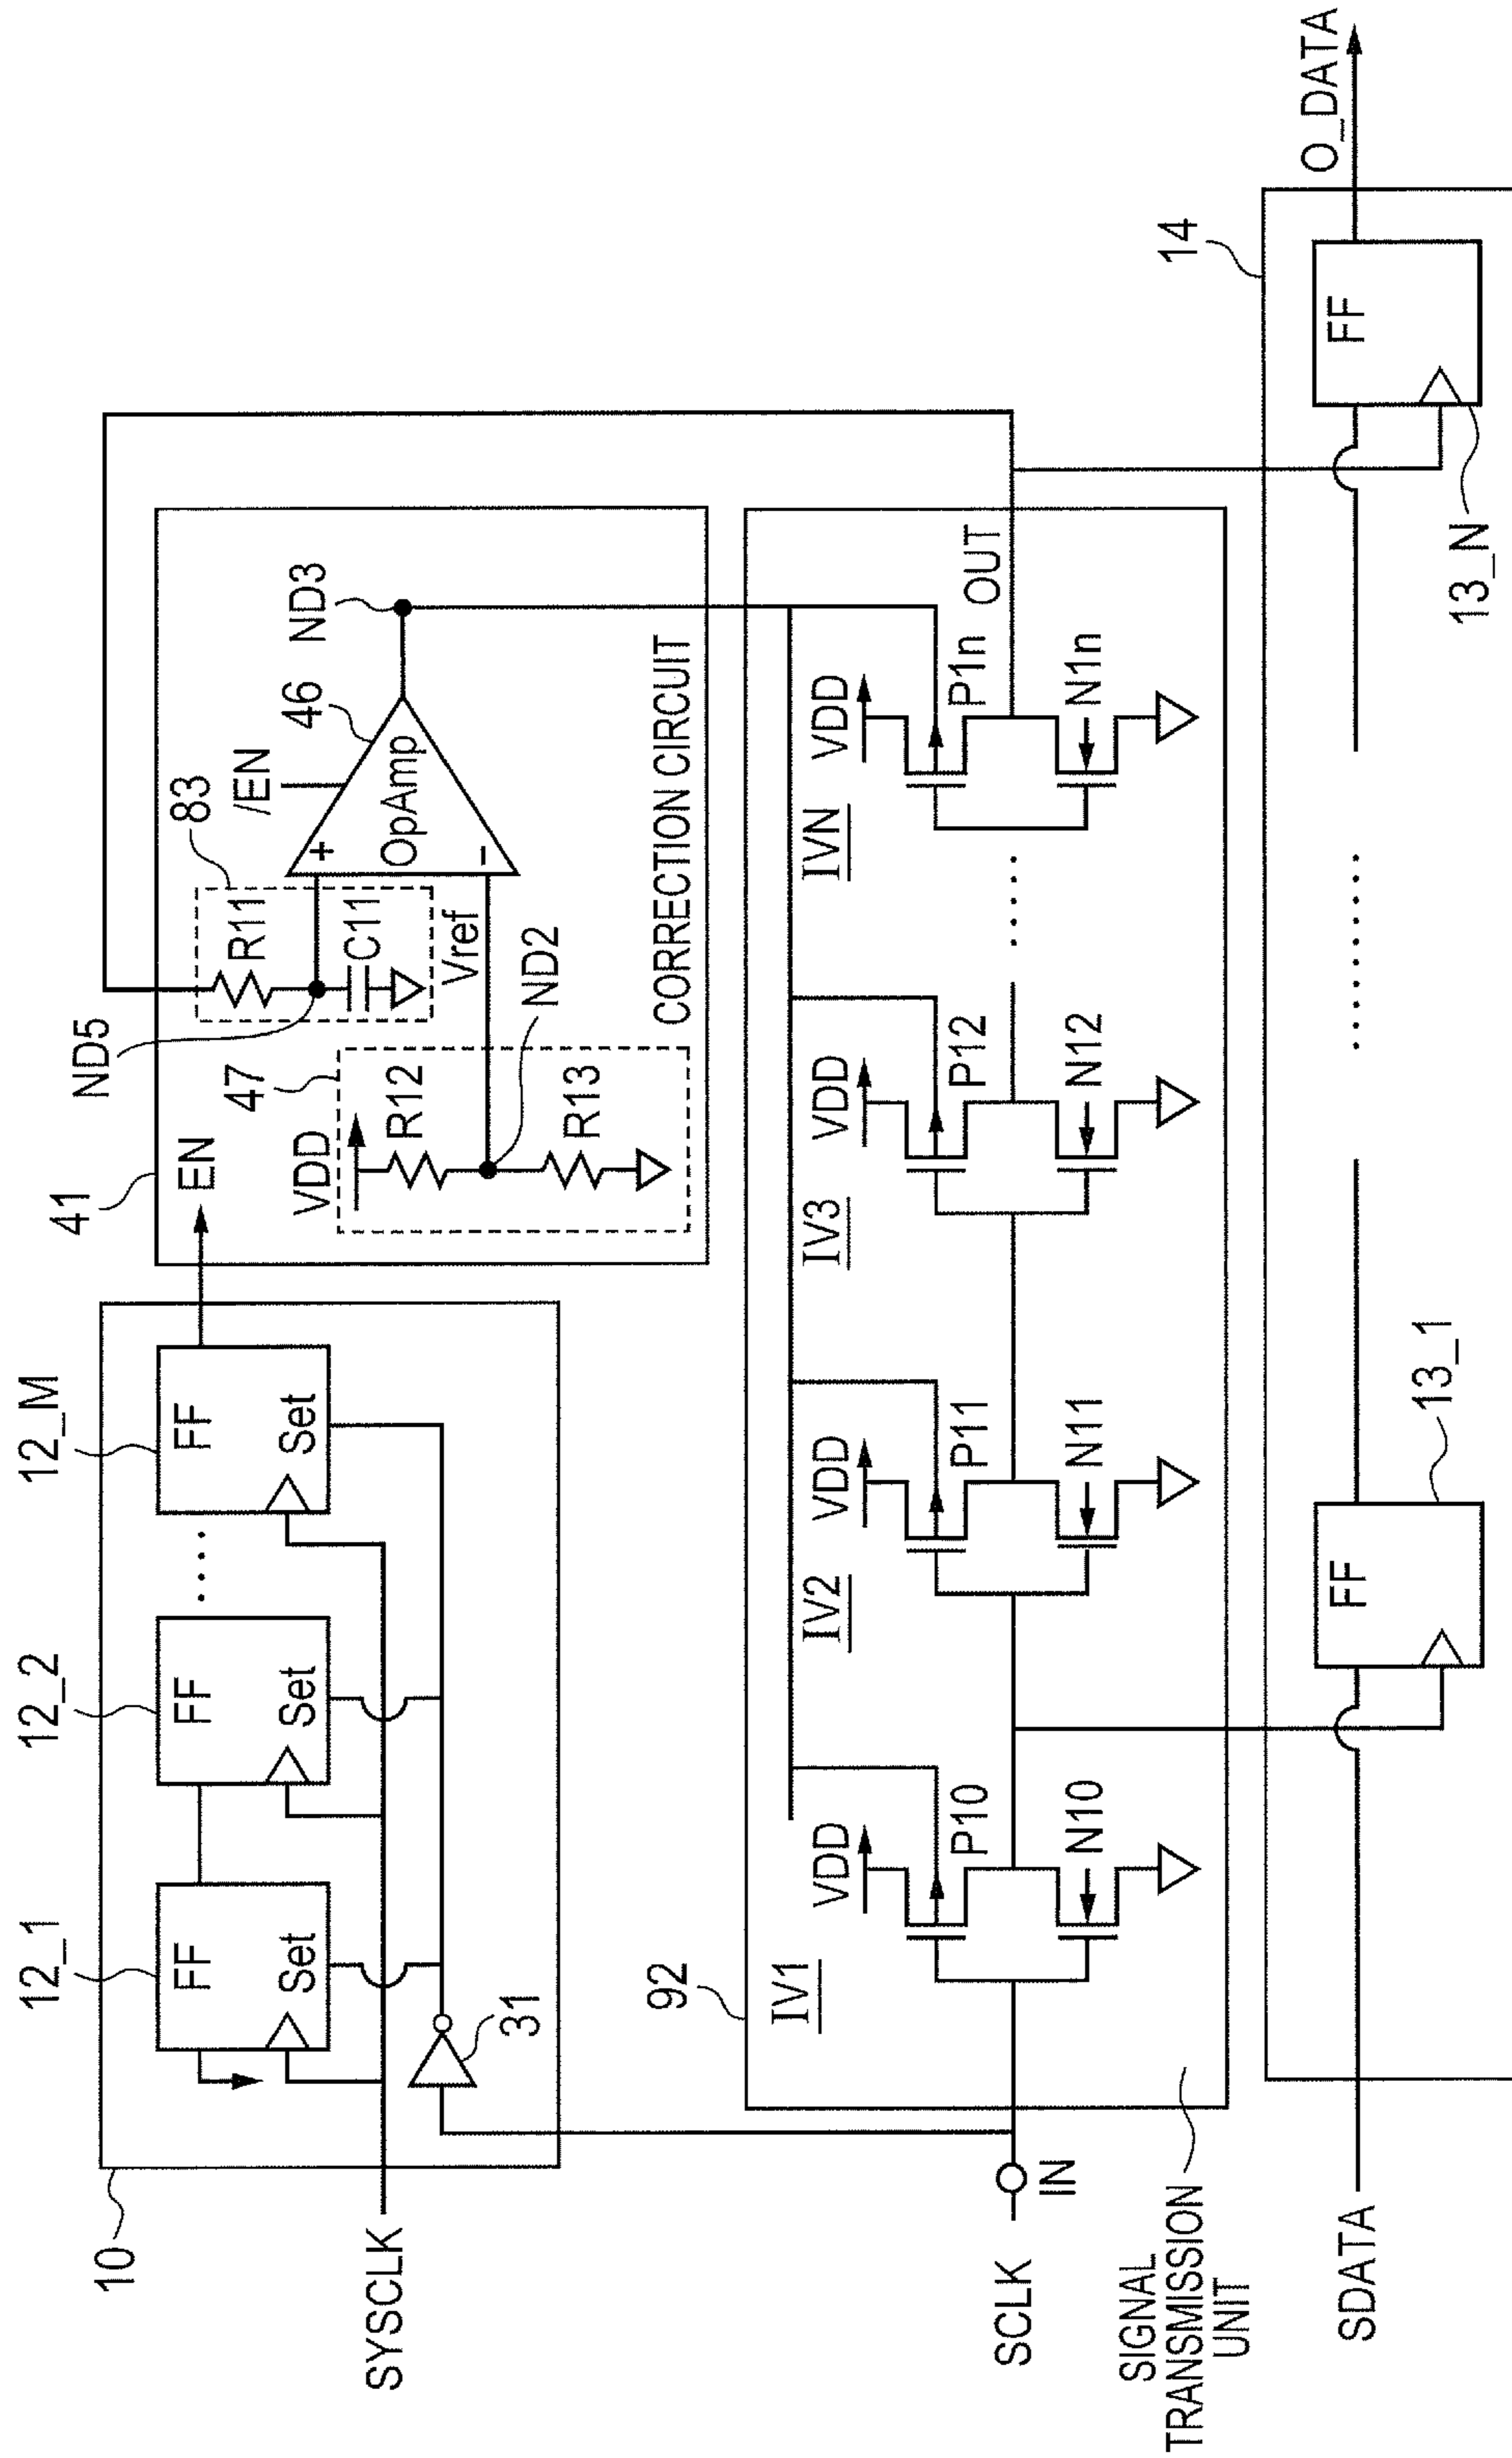 10
12_1
12_2
12_M
FF
Set
FF
Set
....
FF
Set
EN
31
SYSCLK
41
ND5
47
VDD
R12
R13
ND2
83
R11
C11
Vref
/EN
+
OpAmp
-
46
ND3
CORRECTION CIRCUIT
92
IV1
VDD
P10
N10
IV2
VDD
P11
N11
IV3
VDD
P12
N12
....
IVN
VDD
P1n
N1n
OUT
SCLK
IN
SIGNAL
TRANSMISSION
UNIT
14
SDATA
FF
13_1
.......
FF
13_N
O_DATA